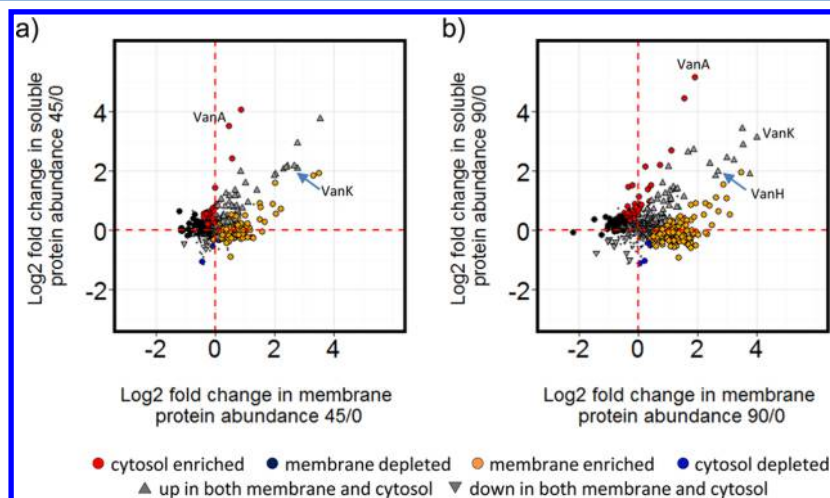 a)
b)
Log2 fold change in soluble
protein abundance 45/0
4
2
0
-2
VanA
VanK
-2 0 2 4 6
Log2 fold change in membrane
protein abundance 45/0
Log2 fold change in soluble
protein abundance 90/0
4
2
0
-2
VanA
VanK
VanH
-2 0 2 4 6
Log2 fold change in membrane
protein abundance 90/0
cytosol enriched membrane depleted membrane enriched cytosol depleted
up in both membrane and cytosol down in both membrane and cytosol